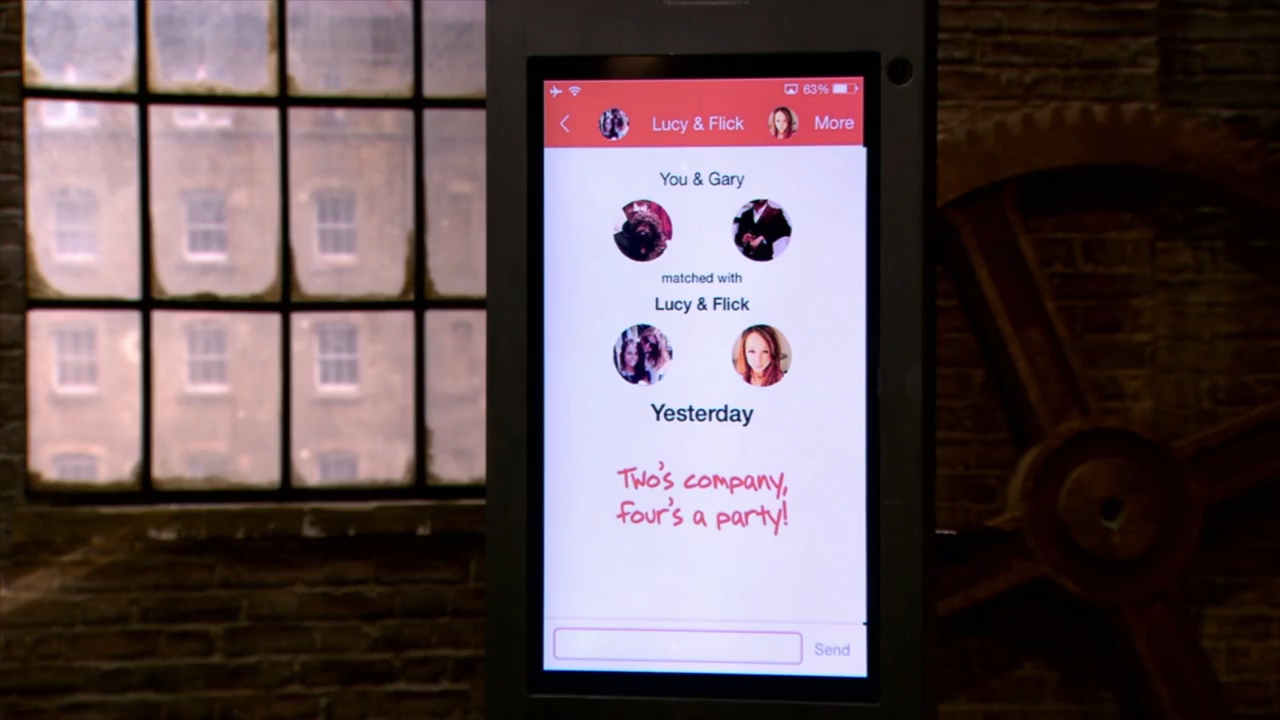 63%
Lucy & Flick More
You & Gary
matched with
Lucy & Flick
Yesterday
Two's company,
four's a party!
Send